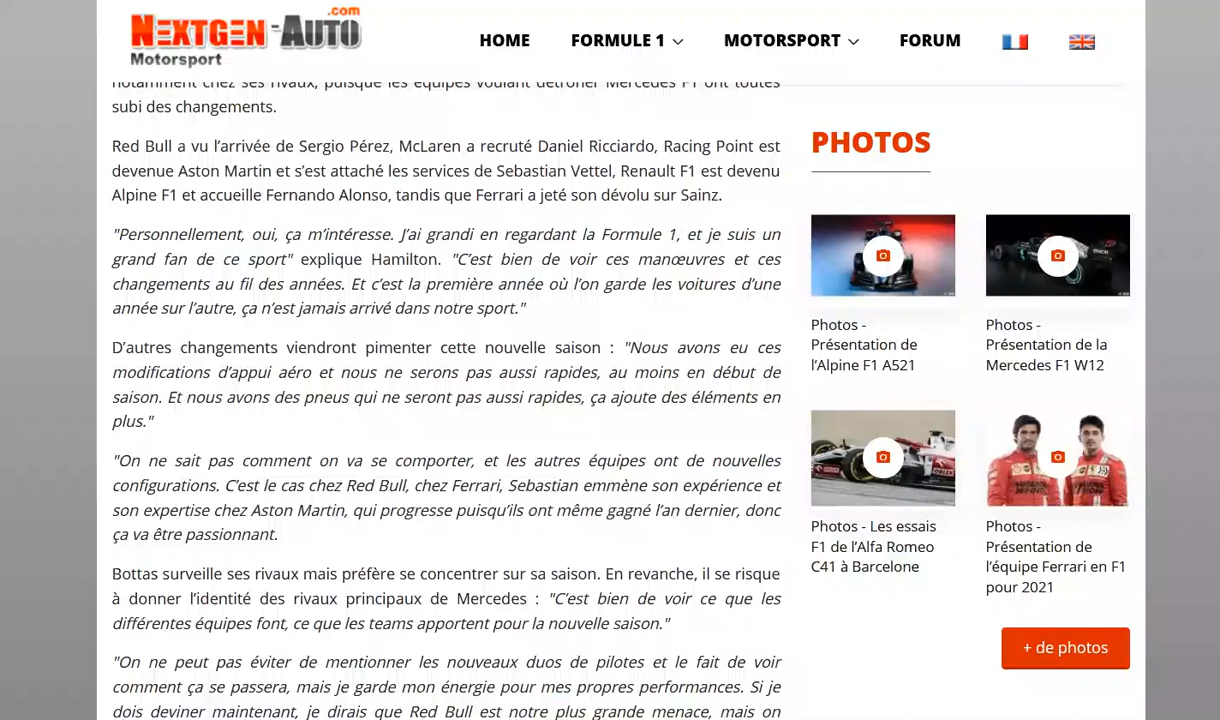 .com
NEXTGEN-AUTO
Motorsport
HOME
FORMULE 1
MOTORSPORT
FORUM
notamment chez ses rivaux, puisque les équipes voulant détrôner Mercedes F1 ont toutes
subi des changements.
Red Bull a vu l’arrivée de Sergio Pérez, McLaren a recruté Daniel Ricciardo, Racing Point est
devenue Aston Martin et s’est attaché les services de Sebastian Vettel, Renault F1 est devenu
Alpine F1 et accueille Fernando Alonso, tandis que Ferrari a jeté son dévolu sur Sainz.
"Personnellement, oui, ça m’intéresse. J’ai grandi en regardant la Formule 1, et je suis un
grand fan de ce sport" explique Hamilton. "C’est bien de voir ces manœuvres et ces
changements au fil des années. Et c’est la première année où l’on garde les voitures d’une
année sur l’autre, ça n’est jamais arrivé dans notre sport."
D’autres changements viendront pimenter cette nouvelle saison : "Nous avons eu ces
modifications d’appui aéro et nous ne serons pas aussi rapides, au moins en début de
saison. Et nous avons des pneus qui ne seront pas aussi rapides, ça ajoute des éléments en
plus."
"On ne sait pas comment on va se comporter, et les autres équipes ont de nouvelles
configurations. C’est le cas chez Red Bull, chez Ferrari, Sebastian emmène son expérience et
son expertise chez Aston Martin, qui progresse puisqu’ils ont même gagné l’an dernier, donc
ça va être passionnant.
Bottas surveille ses rivaux mais préfère se concentrer sur sa saison. En revanche, il se risque
à donner l’identité des rivaux principaux de Mercedes : "C’est bien de voir ce que les
différentes équipes font, ce que les teams apportent pour la nouvelle saison."
"On ne peut pas éviter de mentionner les nouveaux duos de pilotes et le fait de voir
comment ça se passera, mais je garde mon énergie pour mes propres performances. Si je
dois deviner maintenant, je dirais que Red Bull est notre plus grande menace, mais on
PHOTOS
Photos -
Présentation de
l’Alpine F1 A521
Photos -
Présentation de la
Mercedes F1 W12
Photos - Les essais
F1 de l’Alfa Romeo
C41 à Barcelone
Photos -
Présentation de
l’équipe Ferrari en F1
pour 2021
+ de photos